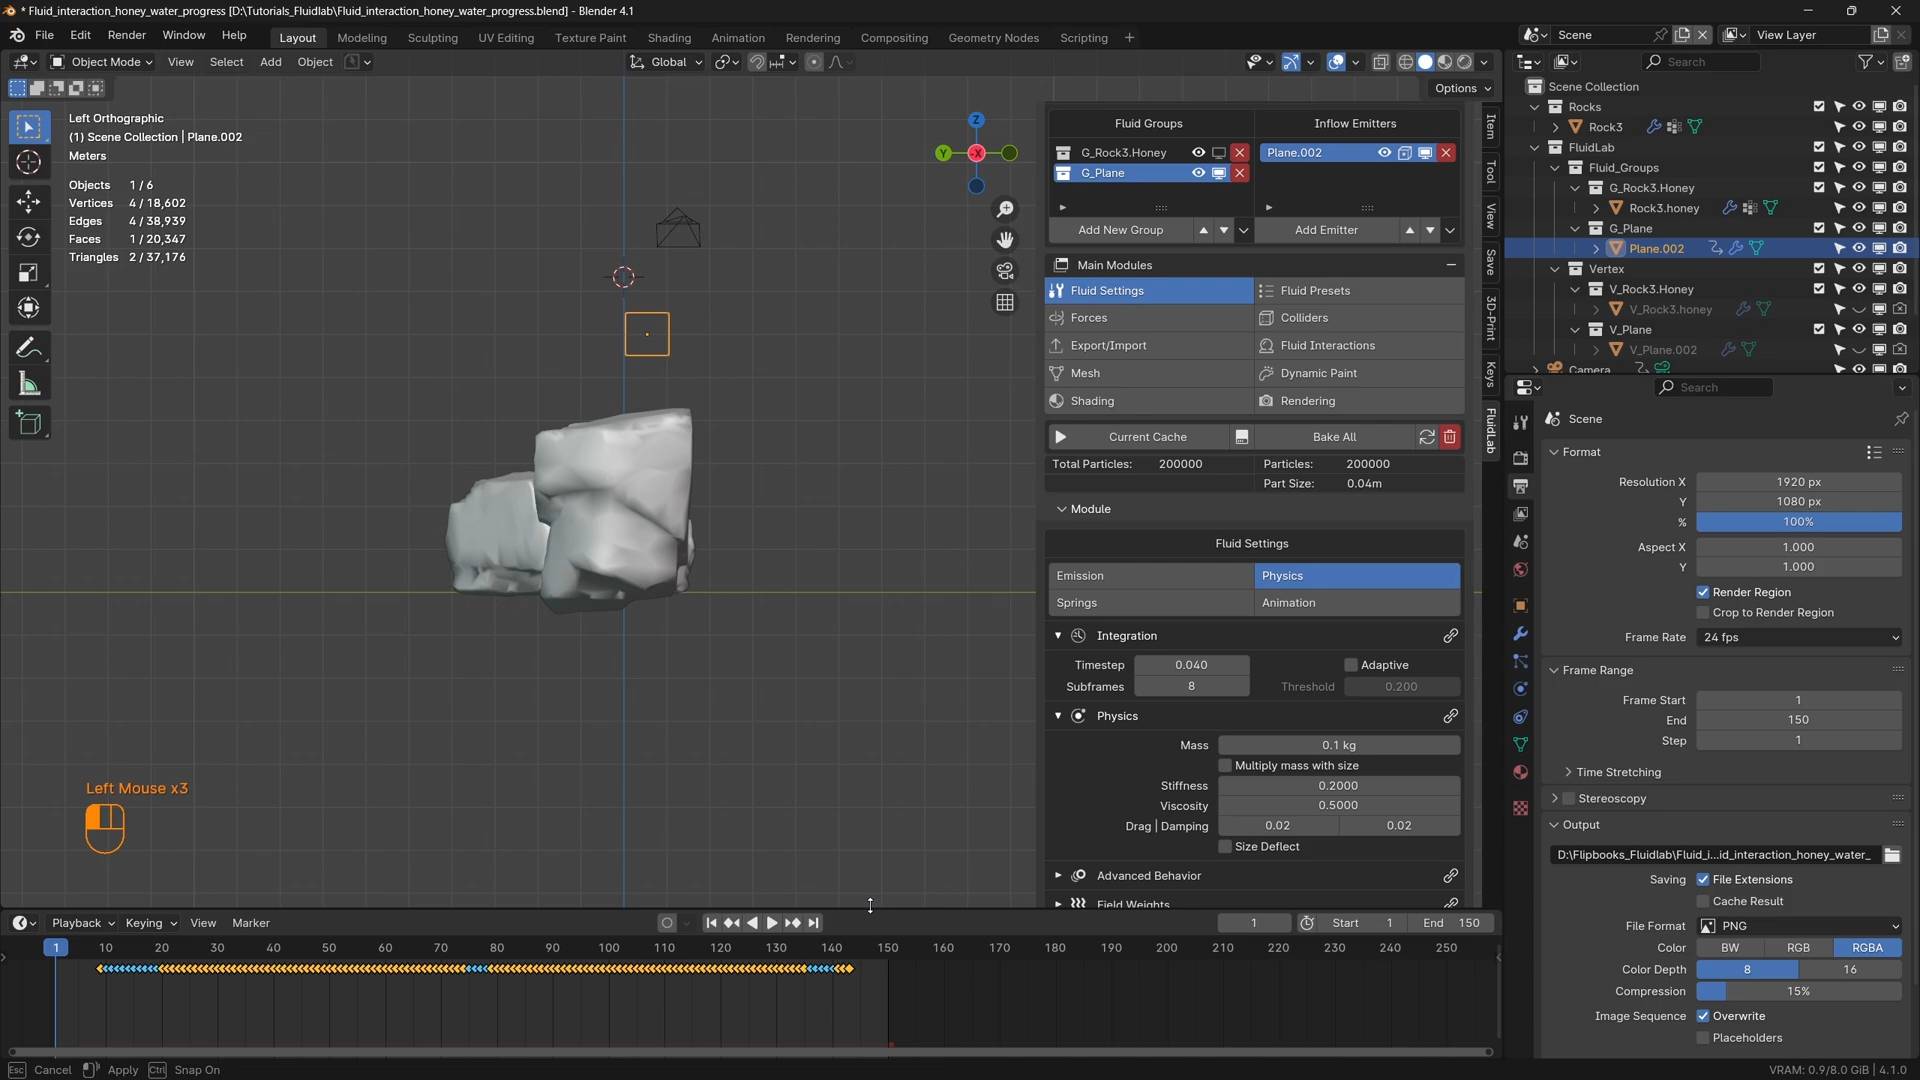 * Fluid_interaction_honey_water_progress [D:\Tutorials_Fluidlab\Fluid_interaction_honey_water_progress.blend] - Blender 4.1
File Edit Render Window Help Layout Modeling Sculpting UV Editing Texture Paint Shading Animation Rendering Compositing Geometry Nodes Scripting + Scene View Layer
Object Mode View Select Add Object Global Search
Options
Left Orthographic
(1) Scene Collection | Plane.002
Meters
Objects 1 / 6
Vertices 4 / 18,602
Edges 4 / 38,939
Faces 1 / 20,347
Triangles 2 / 37,176
Z
Y
X
Left Mouse x3
Fluid Groups Inflow Emitters
G_Rock3.Honey Plane.002
G_Plane
Add New Group Add Emitter
Main Modules
Fluid Settings Fluid Presets
Forces Colliders
Export/Import Fluid Interactions
Mesh Dynamic Paint
Shading Rendering
Current Cache Bake All
Total Particles: 200000 Particles: 200000
Part Size: 0.04m
Module
Fluid Settings
Emission Physics
Springs Animation
Integration
Timestep 0.040 Adaptive
Subframes 8 Threshold 0.200
Physics
Mass 0.1 kg
Multiply mass with size
Stiffness 0.2000
Viscosity 0.5000
Drag | Damping 0.02 0.02
Size Deflect
Advanced Behavior
Field Weights
Item
Tool
View
Save
3D-Print
Keys
FluidLab
Scene Collection
Rocks
Rock3
FluidLab
Fluid_Groups
G_Rock3.Honey
Rock3.honey
G_Plane
Plane.002
Vertex
V_Rock3.Honey
V_Rock3.honey
V_Plane
V_Plane.002
Camera
Search
Scene
Format
Resolution X 1920 px
Y 1080 px
% 100%
Aspect X 1.000
Y 1.000
Render Region
Crop to Render Region
Frame Rate 24 fps
Frame Range
Frame Start 1
End 150
Step 1
Time Stretching
Stereoscopy
Output
D:\Flipbooks_Fluidlab\Fluid_i...id_interaction_honey_water_
Saving File Extensions
Cache Result
File Format PNG
Color BW RGB RGBA
Color Depth 8 16
Compression 15%
Image Sequence Overwrite
Placeholders
Playback Keying View Marker 1 Start 1 End 150
1 10 20 30 40 50 60 70 80 90 100 110 120 130 140 150 160 170 180 190 200 210 220 230 240 250
Esc Cancel Apply Ctrl Snap On VRAM: 0.9/8.0 GiB | 4.1.0